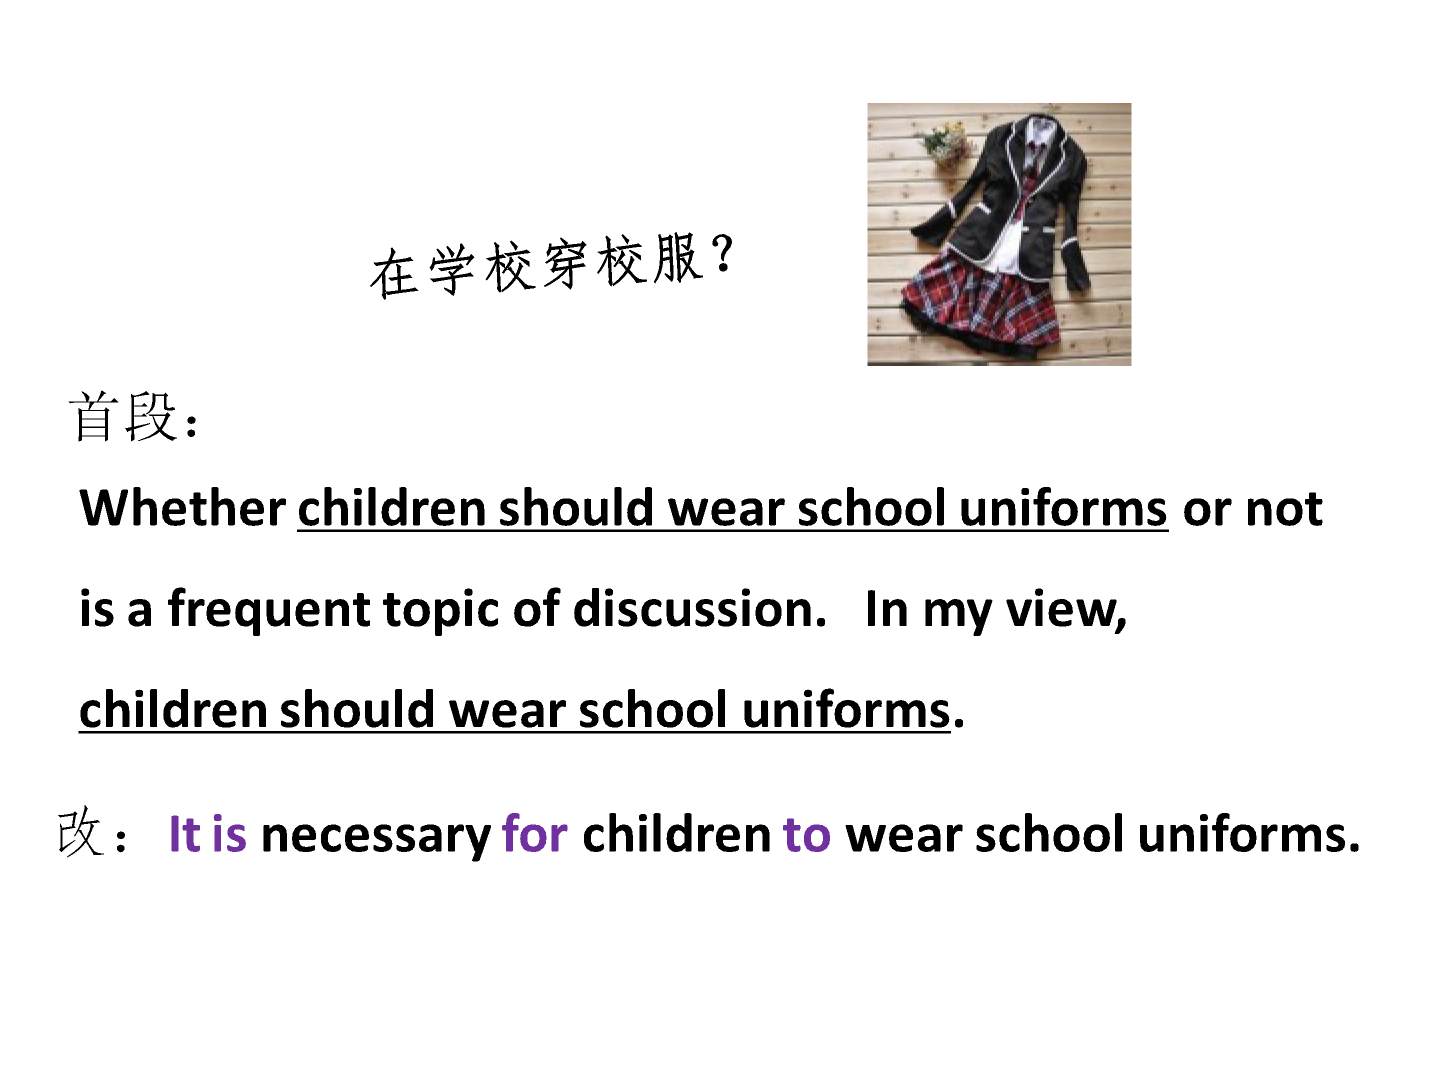 在学校穿校服？
首段：
Whether children should wear school uniforms or not
is a frequent topic of discussion. In my view,
children should wear school uniforms.
改：It is necessary for children to wear school uniforms.